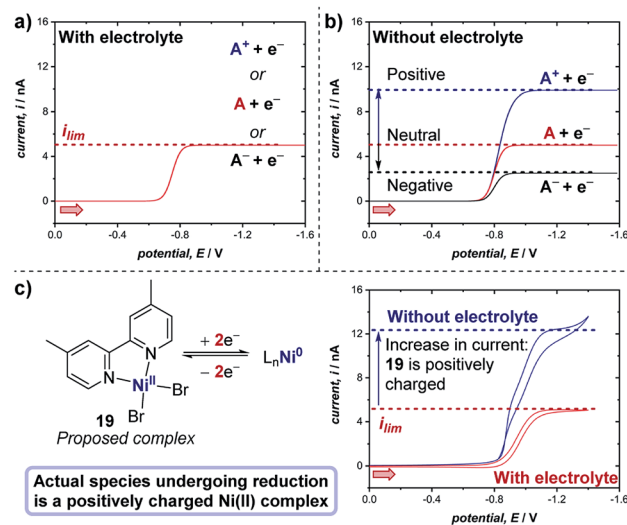 a)
With electrolyte
A⁺ + e⁻
or
A + e⁻
or
A⁻ + e⁻
i_lim
current, i / nA
16
12
8
4
0
0.0
-0.4
-0.8
-1.2
-1.6
potential, E / V
b)
Without electrolyte
Positive
A⁺ + e⁻
Neutral
A + e⁻
Negative
A⁻ + e⁻
current, i / nA
16
12
8
4
0
0.0
-0.4
-0.8
-1.2
-1.6
potential, E / V
c)
N
N
Ni^II
Br
Br
19
Proposed complex
+ 2e⁻
− 2e⁻
LₙNi⁰
Actual species undergoing reduction
is a positively charged Ni(II) complex
Without electrolyte
Increase in current:
19 is positively
charged
i_lim
With electrolyte
current, i / nA
16
12
8
4
0
0.0
-0.4
-0.8
-1.2
-1.6
potential, E / V